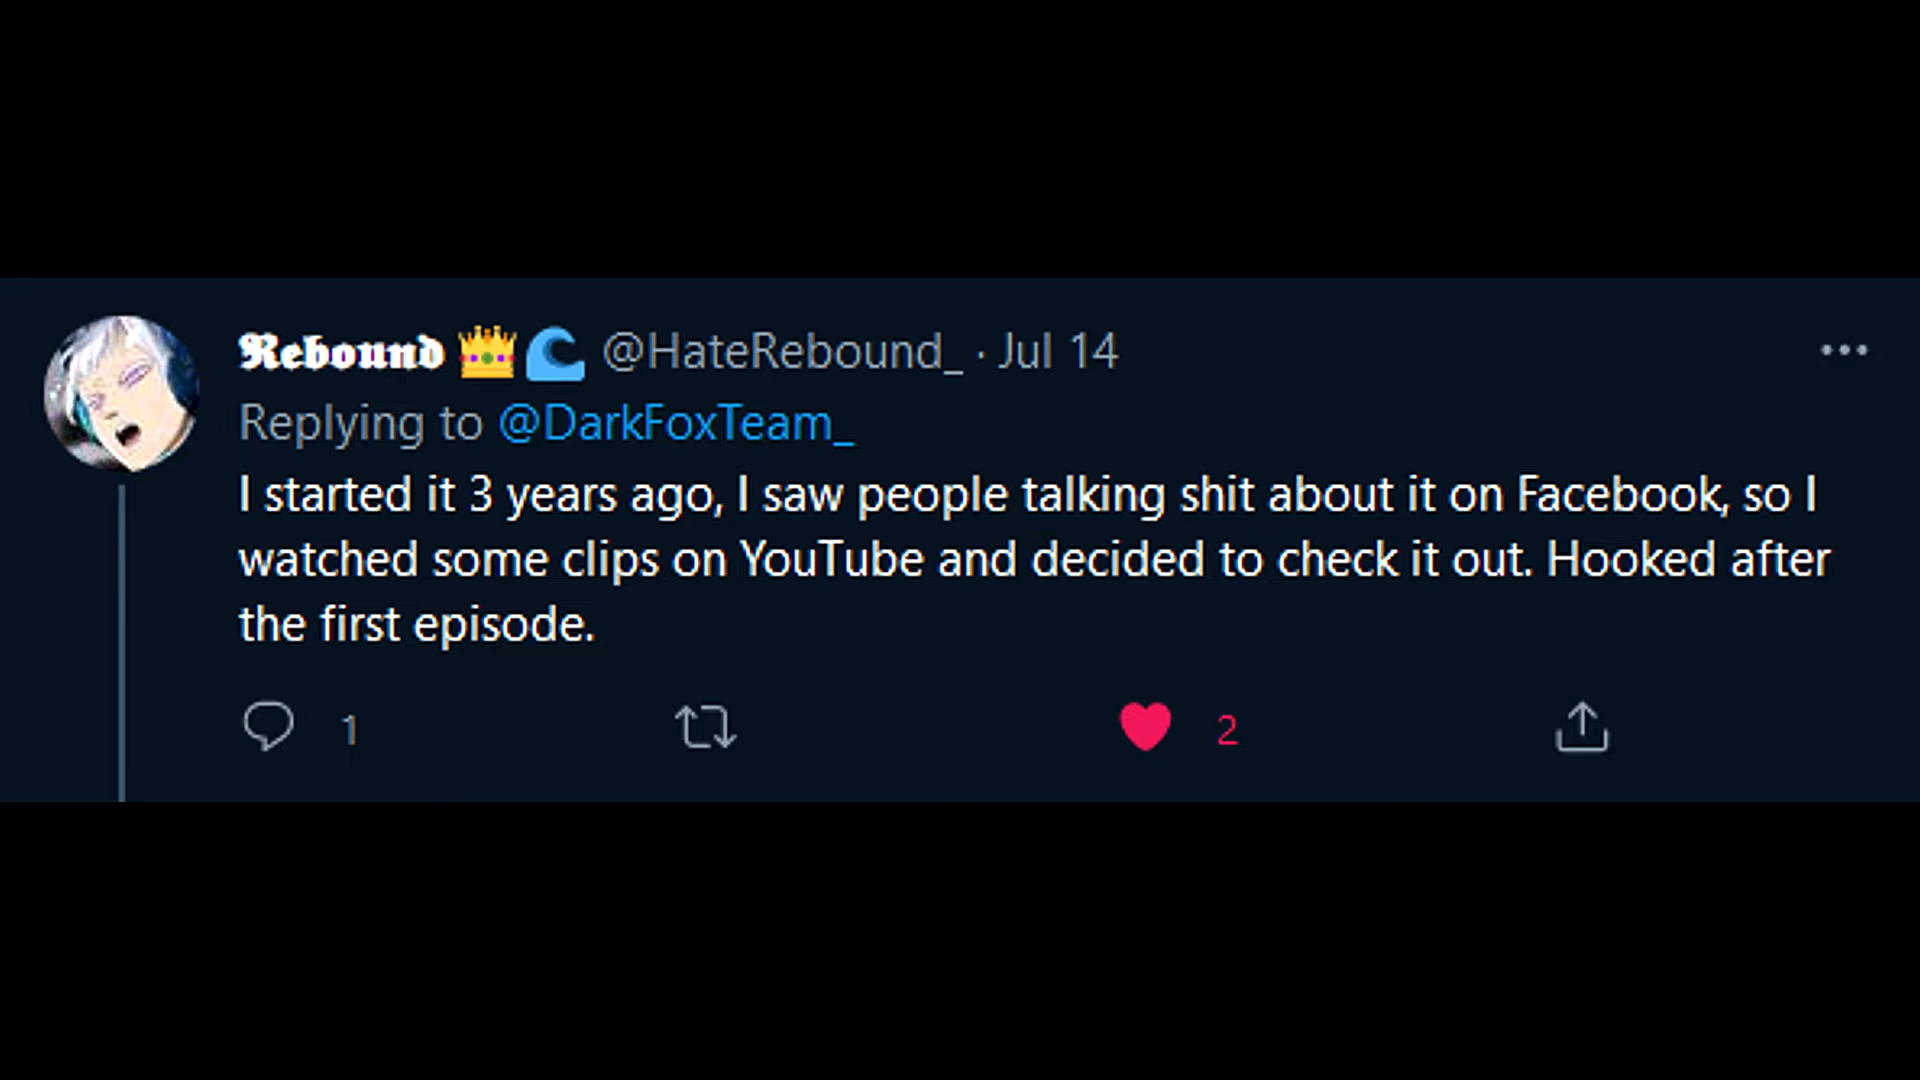 𝕽𝖊𝖇𝖔𝖚𝖓𝖉 👑🌊 @HateRebound_ · Jul 14
Replying to @DarkFoxTeam_
I started it 3 years ago, I saw people talking shit about it on Facebook, so I
watched some clips on YouTube and decided to check it out. Hooked after
the first episode.
1 2